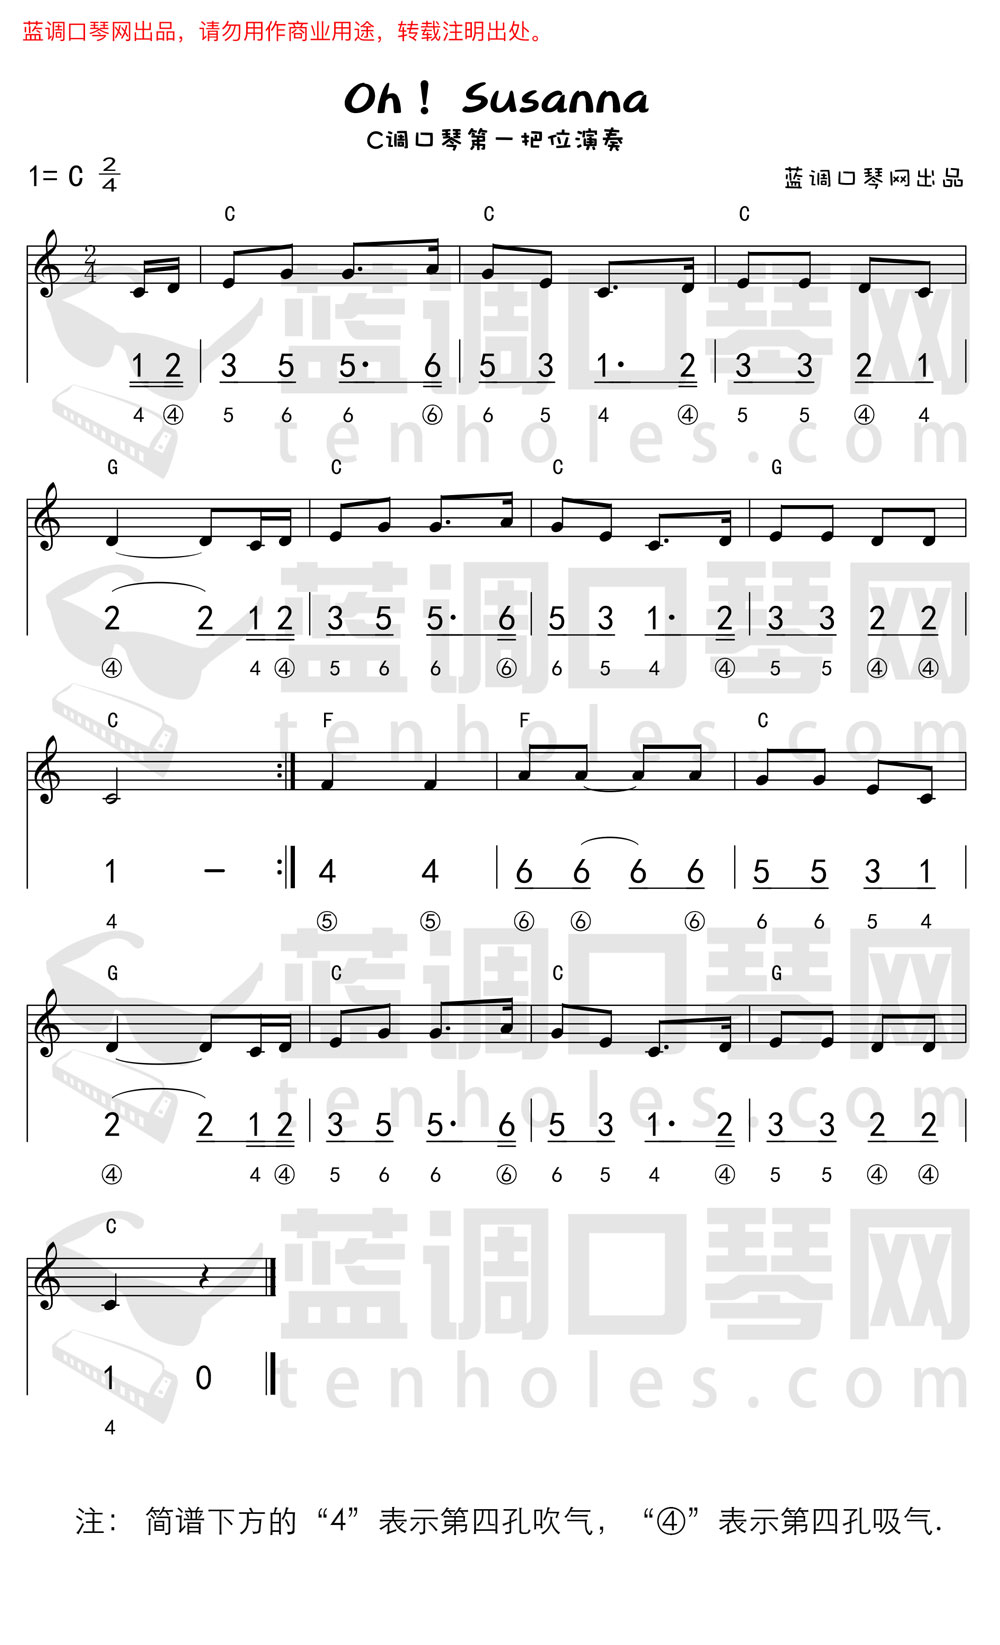 蓝调口琴网出品，请勿用作商业用途，转载注明出处。
Oh！ Susanna
C调口琴第一把位演奏
1= C 2/4
蓝调口琴网出品
C C C
2/4
1 2 | 3 5 5· 6 | 5 3 1· 2 | 3 3 2 1 |
4 ④ 5 6 6 ⑥ 6 5 4 ④ 5 5 ④ 4
G C C G
2 2 1 2 | 3 5 5· 6 | 5 3 1· 2 | 3 3 2 2 |
④ 4 ④ 5 6 6 ⑥ 6 5 4 ④ 5 5 ④ ④
C F F C
1 – :| 4 4 | 6 6 6 6 | 5 5 3 1 |
4 ⑤ ⑤ ⑥ ⑥ ⑥ 6 6 5 4
G C C G
2 2 1 2 | 3 5 5· 6 | 5 3 1· 2 | 3 3 2 2 |
④ 4 ④ 5 6 6 ⑥ 6 5 4 ④ 5 5 ④ ④
C
1 0
4
蓝调口琴网
tenholes.com
注： 简谱下方的“4”表示第四孔吹气，“④”表示第四孔吸气.